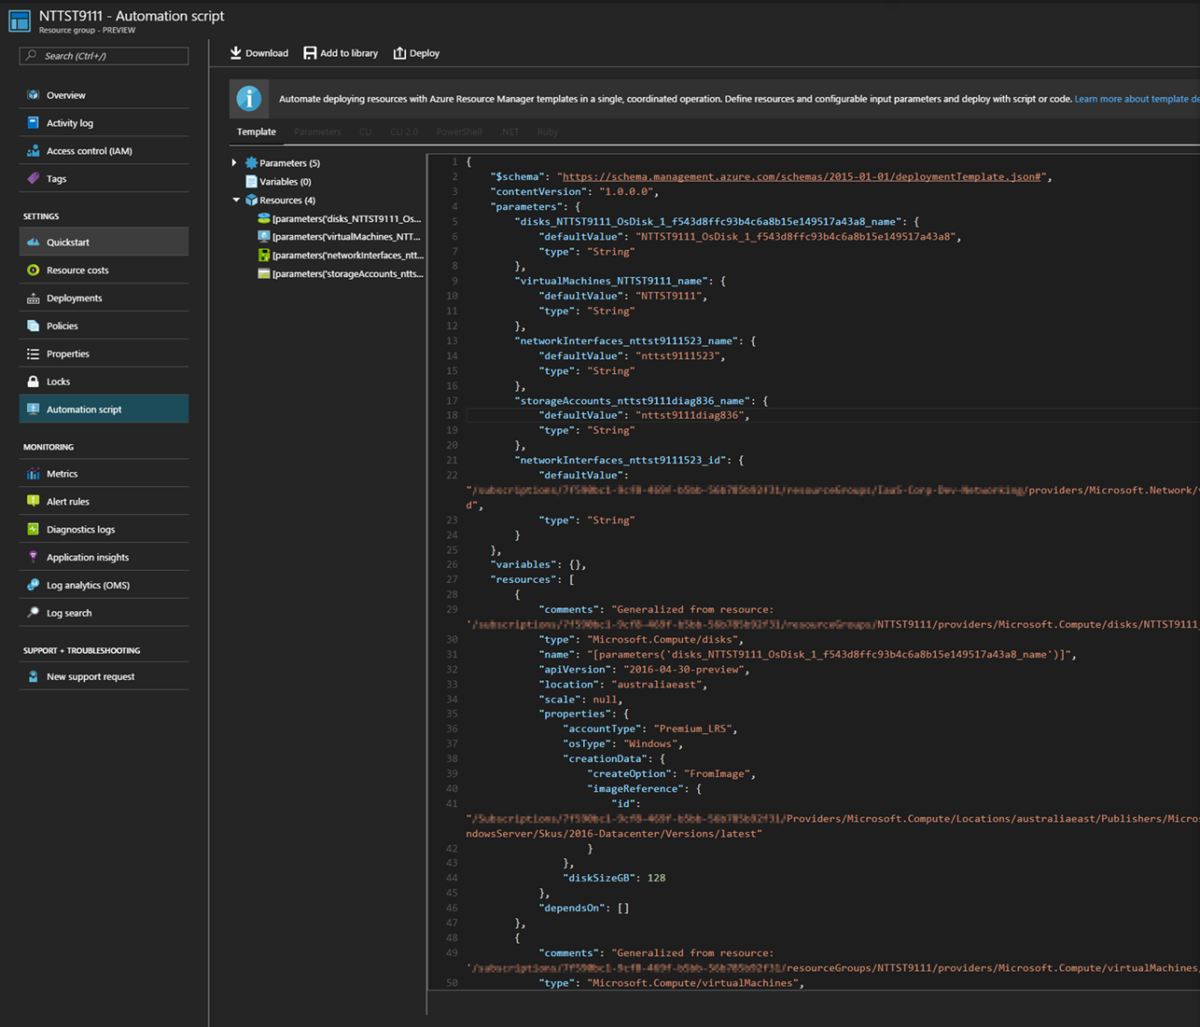 NTTST9111 - Automation script
Resource group - PREVIEW
Search (Ctrl+/)
Overview
Activity log
Access control (IAM)
Tags
SETTINGS
Quickstart
Resource costs
Deployments
Policies
Properties
Locks
Automation script
MONITORING
Metrics
Alert rules
Diagnostics logs
Application insights
Log analytics (OMS)
Log search
SUPPORT + TROUBLESHOOTING
New support request
Download Add to library Deploy
Automate deploying resources with Azure Resource Manager templates in a single, coordinated operation. Define resources and configurable input parameters and deploy with script or code. Learn more about template de
Template Parameters CLI CLI 2.0 PowerShell .NET Ruby
Parameters (5)
Variables (0)
Resources (4)
[parameters('disks_NTTST9111_Os...
[parameters('virtualMachines_NTT...
[parameters('networkInterfaces_ntt...
[parameters('storageAccounts_ntts...
1 {
2 "$schema": "https://schema.management.azure.com/schemas/2015-01-01/deploymentTemplate.json#",
3 "contentVersion": "1.0.0.0",
4 "parameters": {
5 "disks_NTTST9111_OsDisk_1_f543d8ffc93b4c6a8b15e149517a43a8_name": {
6 "defaultValue": "NTTST9111_OsDisk_1_f543d8ffc93b4c6a8b15e149517a43a8",
7 "type": "String"
8 },
9 "virtualMachines_NTTST9111_name": {
10 "defaultValue": "NTTST9111",
11 "type": "String"
12 },
13 "networkInterfaces_nttst9111523_name": {
14 "defaultValue": "nttst9111523",
15 "type": "String"
16 },
17 "storageAccounts_nttst9111diag836_name": {
18 "defaultValue": "nttst9111diag836",
19 "type": "String"
20 },
21 "networkInterfaces_nttst9111523_id": {
22 "defaultValue":
providers/Microsoft.Network/v
d",
23 "type": "String"
24 }
25 },
26 "variables": {},
27 "resources": [
28 {
29 "comments": "Generalized from resource:
NTTST9111/providers/Microsoft.Compute/disks/NTTST9111_
30 "type": "Microsoft.Compute/disks",
31 "name": "[parameters('disks_NTTST9111_OsDisk_1_f543d8ffc93b4c6a8b15e149517a43a8_name')]",
32 "apiVersion": "2016-04-30-preview",
33 "location": "australiaeast",
34 "scale": null,
35 "properties": {
36 "accountType": "Premium_LRS",
37 "osType": "Windows",
38 "creationData": {
39 "createOption": "FromImage",
40 "imageReference": {
41 "id":
Providers/Microsoft.Compute/Locations/australiaeast/Publishers/Micros
ndowsServer/Skus/2016-Datacenter/Versions/latest"
42 }
43 },
44 "diskSizeGB": 128
45 },
46 "dependsOn": []
47 },
48 {
49 "comments": "Generalized from resource:
resourceGroups/NTTST9111/providers/Microsoft.Compute/virtualMachines/
50 "type": "Microsoft.Compute/virtualMachines",